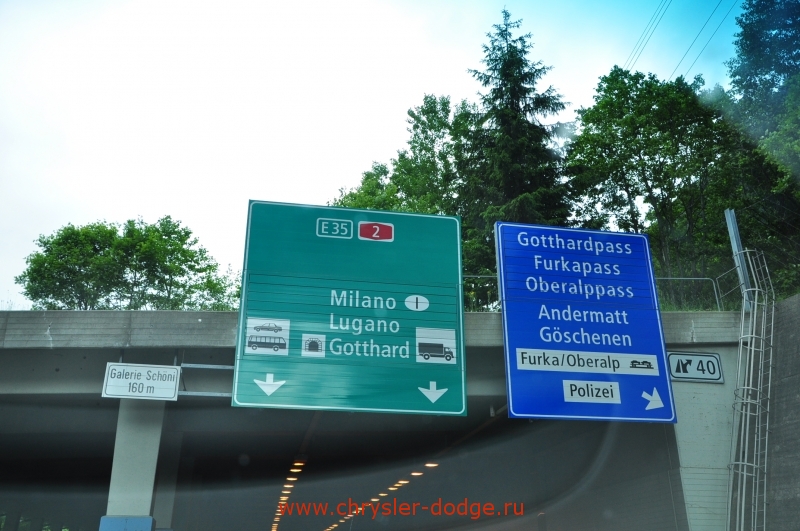 E35 2
Milano I
Lugano
Gotthard
Gotthardpass
Furkapass
Oberalppass
Andermatt
Göschenen
Furka/Oberalp
Polizei
40
Galerie Schöni
160 m
www.chrysler-dodge.ru